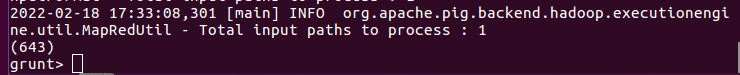 2022-02-18 17:33:08,301 [main] INFO  org.apache.pig.backend.hadoop.executionengi
ne.util.MapRedUtil - Total input paths to process : 1
(643)
grunt>